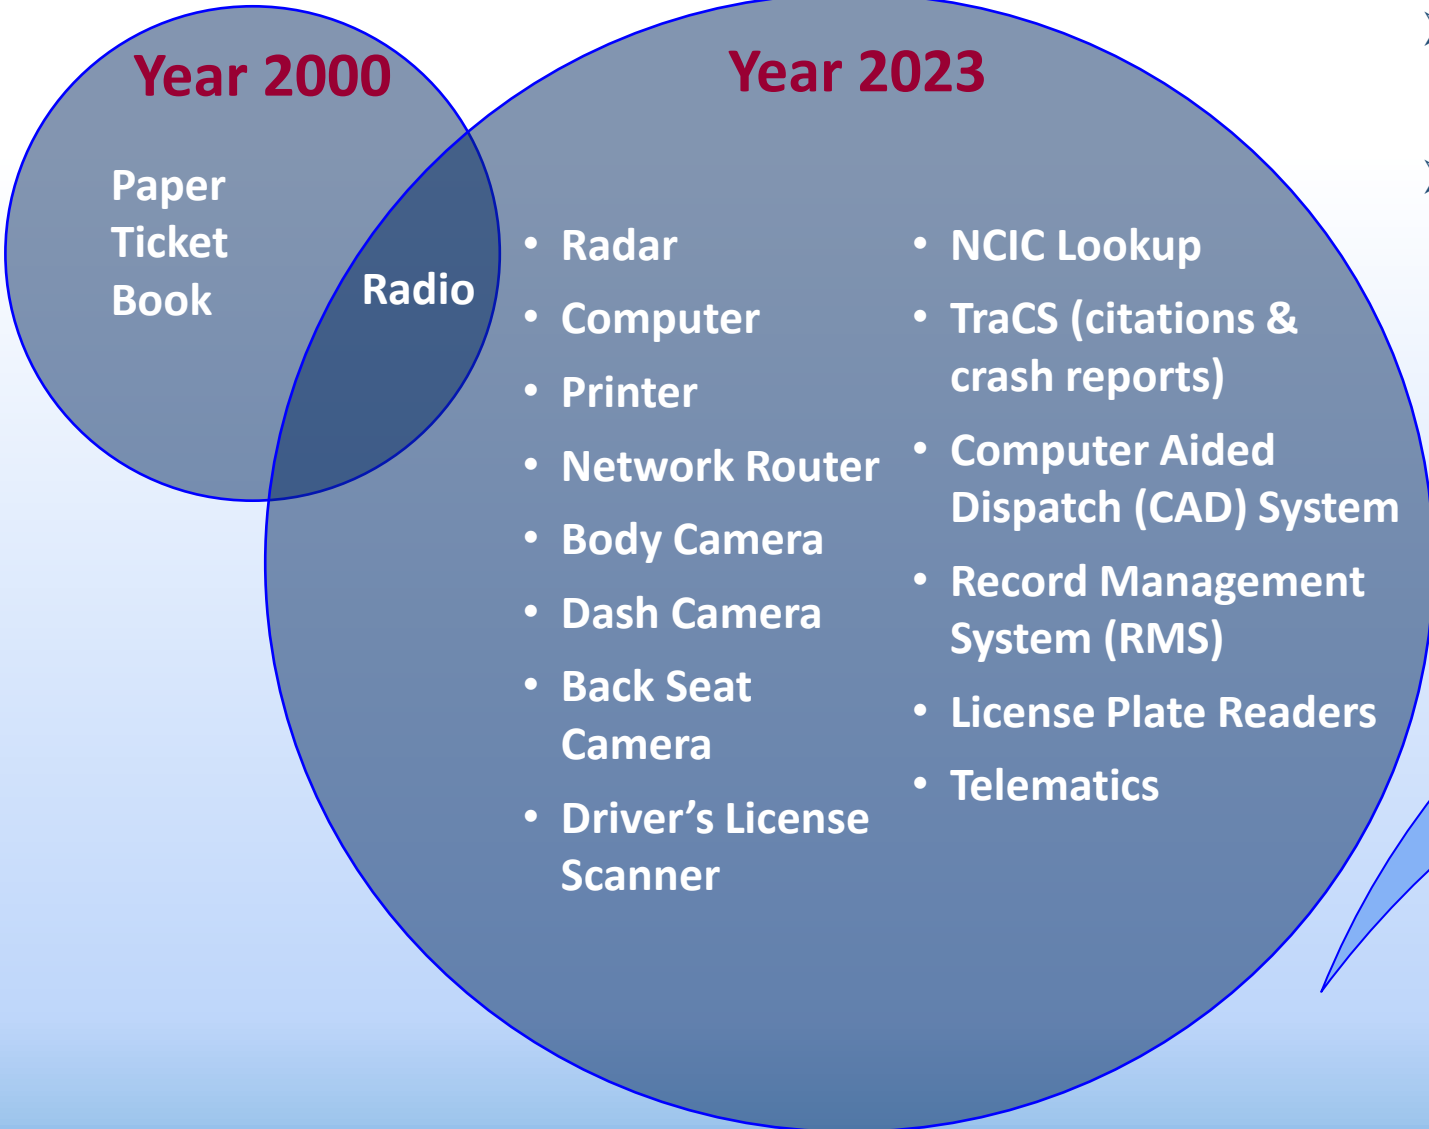 Year 2000
Paper
Ticket
Book
Radio
Year 2023
• Radar
• Computer
• Printer
• Network Router
• Body Camera
• Dash Camera
• Back Seat
Camera
• Driver’s License
Scanner
• NCIC Lookup
• TraCS (citations &
crash reports)
• Computer Aided
Dispatch (CAD) System
• Record Management
System (RMS)
• License Plate Readers
• Telematics